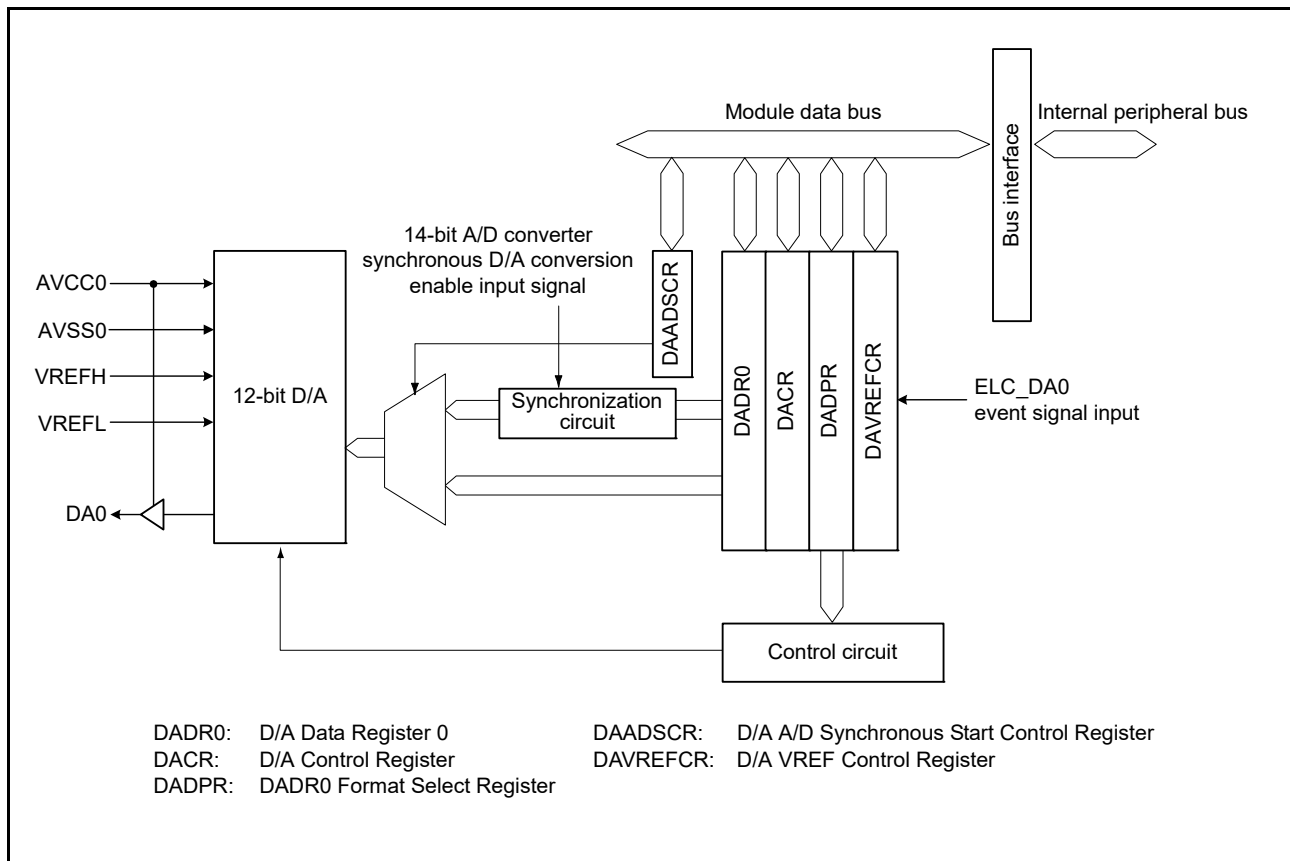 Module data bus
Internal peripheral bus
Bus interface
14-bit A/D converter
synchronous D/A conversion
enable input signal
DAADSCR
AVCC0
AVSS0
VREFH
VREFL
DA0
12-bit D/A
Synchronization
circuit
DADR0
DACR
DADPR
DAVREFCR
ELC_DA0
event signal input
Control circuit
DADR0: D/A Data Register 0
DACR: D/A Control Register
DADPR: DADR0 Format Select Register
DAADSCR: D/A A/D Synchronous Start Control Register
DAVREFCR: D/A VREF Control Register